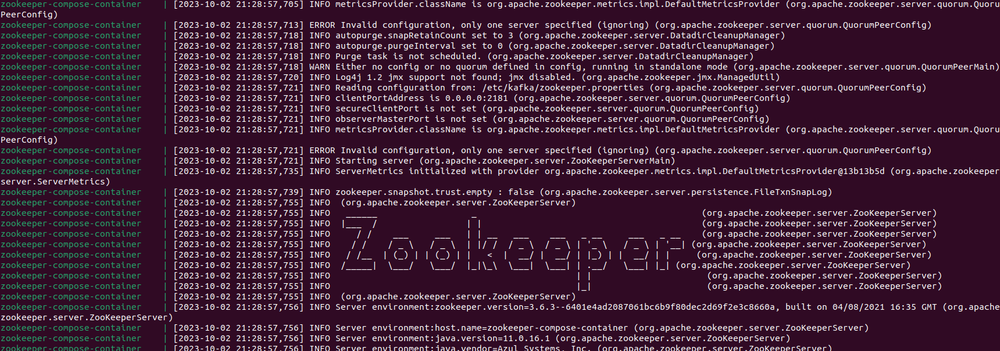 zookeeper-compose-container    | [2023-10-02 21:28:57,705] INFO metricsProvider.className is org.apache.zookeeper.metrics.impl.DefaultMetricsProvider (org.apache.zookeeper.server.quorum.Quoru
PeerConfig)
zookeeper-compose-container    | [2023-10-02 21:28:57,713] ERROR Invalid configuration, only one server specified (ignoring) (org.apache.zookeeper.server.quorum.QuorumPeerConfig)
zookeeper-compose-container    | [2023-10-02 21:28:57,718] INFO autopurge.snapRetainCount set to 3 (org.apache.zookeeper.server.DatadirCleanupManager)
zookeeper-compose-container    | [2023-10-02 21:28:57,718] INFO autopurge.purgeInterval set to 0 (org.apache.zookeeper.server.DatadirCleanupManager)
zookeeper-compose-container    | [2023-10-02 21:28:57,718] INFO Purge task is not scheduled. (org.apache.zookeeper.server.DatadirCleanupManager)
zookeeper-compose-container    | [2023-10-02 21:28:57,718] WARN Either no config or no quorum defined in config, running in standalone mode (org.apache.zookeeper.server.quorum.QuorumPeerMain)
zookeeper-compose-container    | [2023-10-02 21:28:57,720] INFO Log4j 1.2 jmx support not found; jmx disabled. (org.apache.zookeeper.jmx.ManagedUtil)
zookeeper-compose-container    | [2023-10-02 21:28:57,721] INFO Reading configuration from: /etc/kafka/zookeeper.properties (org.apache.zookeeper.server.quorum.QuorumPeerConfig)
zookeeper-compose-container    | [2023-10-02 21:28:57,721] INFO clientPortAddress is 0.0.0.0:2181 (org.apache.zookeeper.server.quorum.QuorumPeerConfig)
zookeeper-compose-container    | [2023-10-02 21:28:57,721] INFO secureClientPort is not set (org.apache.zookeeper.server.quorum.QuorumPeerConfig)
zookeeper-compose-container    | [2023-10-02 21:28:57,721] INFO observerMasterPort is not set (org.apache.zookeeper.server.quorum.QuorumPeerConfig)
zookeeper-compose-container    | [2023-10-02 21:28:57,721] INFO metricsProvider.className is org.apache.zookeeper.metrics.impl.DefaultMetricsProvider (org.apache.zookeeper.server.quorum.Quoru
PeerConfig)
zookeeper-compose-container    | [2023-10-02 21:28:57,721] ERROR Invalid configuration, only one server specified (ignoring) (org.apache.zookeeper.server.quorum.QuorumPeerConfig)
zookeeper-compose-container    | [2023-10-02 21:28:57,721] INFO Starting server (org.apache.zookeeper.server.ZooKeeperServerMain)
zookeeper-compose-container    | [2023-10-02 21:28:57,735] INFO ServerMetrics initialized with provider org.apache.zookeeper.metrics.impl.DefaultMetricsProvider@13b13b5d (org.apache.zookeeper
server.ServerMetrics)
zookeeper-compose-container    | [2023-10-02 21:28:57,739] INFO zookeeper.snapshot.trust.empty : false (org.apache.zookeeper.server.persistence.FileTxnSnapLog)
zookeeper-compose-container    | [2023-10-02 21:28:57,755] INFO  (org.apache.zookeeper.server.ZooKeeperServer)
zookeeper-compose-container    | [2023-10-02 21:28:57,755] INFO   ______                  _                                           (org.apache.zookeeper.server.ZooKeeperServer)
zookeeper-compose-container    | [2023-10-02 21:28:57,755] INFO  |___  /                 | |                                          (org.apache.zookeeper.server.ZooKeeperServer)
zookeeper-compose-container    | [2023-10-02 21:28:57,755] INFO     / /    ___     ___   | | __   ___    ___   _ __     ___   _ __    (org.apache.zookeeper.server.ZooKeeperServer)
zookeeper-compose-container    | [2023-10-02 21:28:57,755] INFO    / /    / _ \   / _ \  | |/ /  / _ \  / _ \ | '_ \   / _ \ | '__| (org.apache.zookeeper.server.ZooKeeperServer)
zookeeper-compose-container    | [2023-10-02 21:28:57,755] INFO   / /__  | (_) | | (_) | |   <  |  __/ |  __/ | |_) | |  __/ | |     (org.apache.zookeeper.server.ZooKeeperServer)
zookeeper-compose-container    | [2023-10-02 21:28:57,755] INFO  /_____|  \___/   \___/  |_|\_\  \___|  \___| | .__/   \___| |_| (org.apache.zookeeper.server.ZooKeeperServer)
zookeeper-compose-container    | [2023-10-02 21:28:57,755] INFO                                               | |                      (org.apache.zookeeper.server.ZooKeeperServer)
zookeeper-compose-container    | [2023-10-02 21:28:57,755] INFO                                               |_|                      (org.apache.zookeeper.server.ZooKeeperServer)
zookeeper-compose-container    | [2023-10-02 21:28:57,755] INFO  (org.apache.zookeeper.server.ZooKeeperServer)
zookeeper-compose-container    | [2023-10-02 21:28:57,756] INFO Server environment:zookeeper.version=3.6.3--6401e4ad2087061bc6b9f80dec2d69f2e3c8660a, built on 04/08/2021 16:35 GMT (org.apache
zookeeper.server.ZooKeeperServer)
zookeeper-compose-container    | [2023-10-02 21:28:57,756] INFO Server environment:host.name=zookeeper-compose-container (org.apache.zookeeper.server.ZooKeeperServer)
zookeeper-compose-container    | [2023-10-02 21:28:57,756] INFO Server environment:java.version=11.0.16.1 (org.apache.zookeeper.server.ZooKeeperServer)
zookeeper-compose-container    | [2023-10-02 21:28:57,756] INFO Server environment:java.vendor=Azul Systems, Inc. (org.apache.zookeeper.server.ZooKeeperServer)